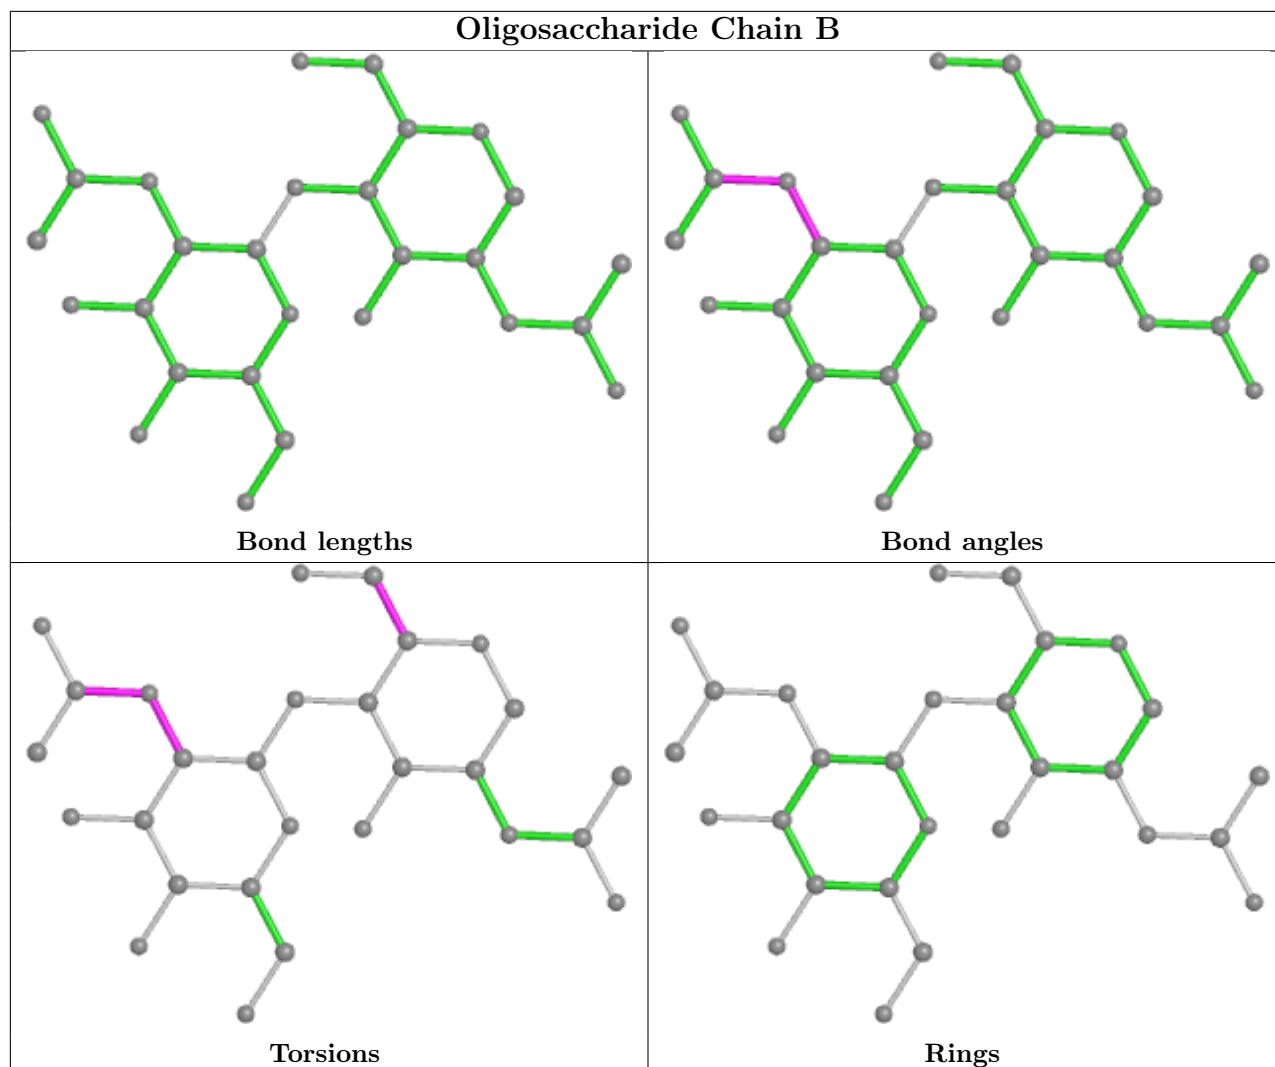 Oligosaccharide Chain B
Bond lengths
Bond angles
Torsions
Rings